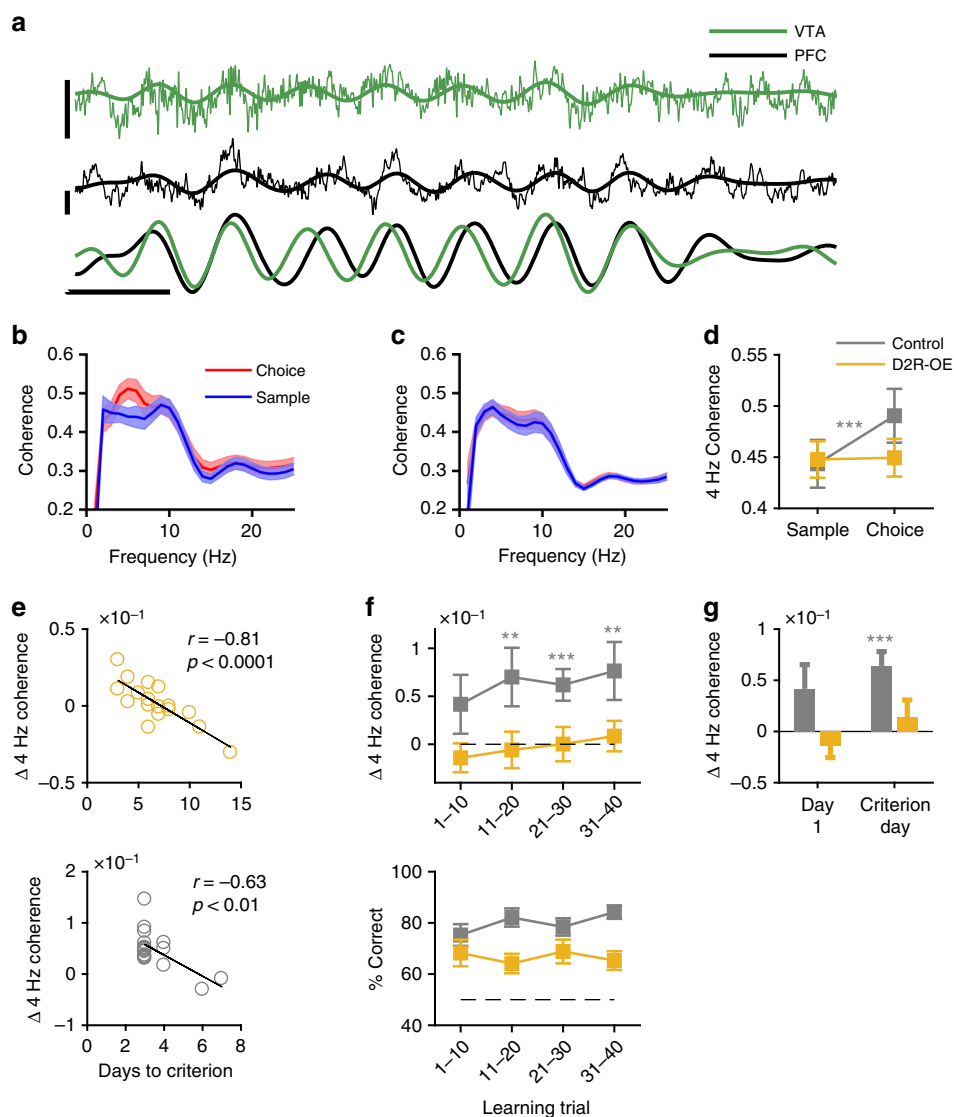 a
VTA
PFC
b
0.6
0.5
0.4
0.3
0.2
Coherence
0
10
20
Frequency (Hz)
Choice
Sample
c
0.6
0.5
0.4
0.3
0.2
Coherence
0
20
Frequency (Hz)
d
Control
D2R-OE
0.55
0.5
0.45
0.4
4 Hz Coherence
***
Sample
Choice
e
×10⁻¹
0.5
0
−0.5
Δ 4 Hz coherence
r = −0.81
p < 0.0001
0
5
10
15
×10⁻¹
2
1
0
−1
Δ 4 Hz coherence
r = −0.63
p < 0.01
0
2
4
6
8
Days to criterion
f
×10⁻¹
1
0.5
0
Δ 4 Hz coherence
**
***
**
1–10
11–20
21–30
31–40
100
80
60
40
% Correct
1–10
11–20
21–30
31–40
Learning trial
g
×10⁻¹
1
0.5
0
−0.5
Δ 4 Hz coherence
***
Day
1
Criterion
day